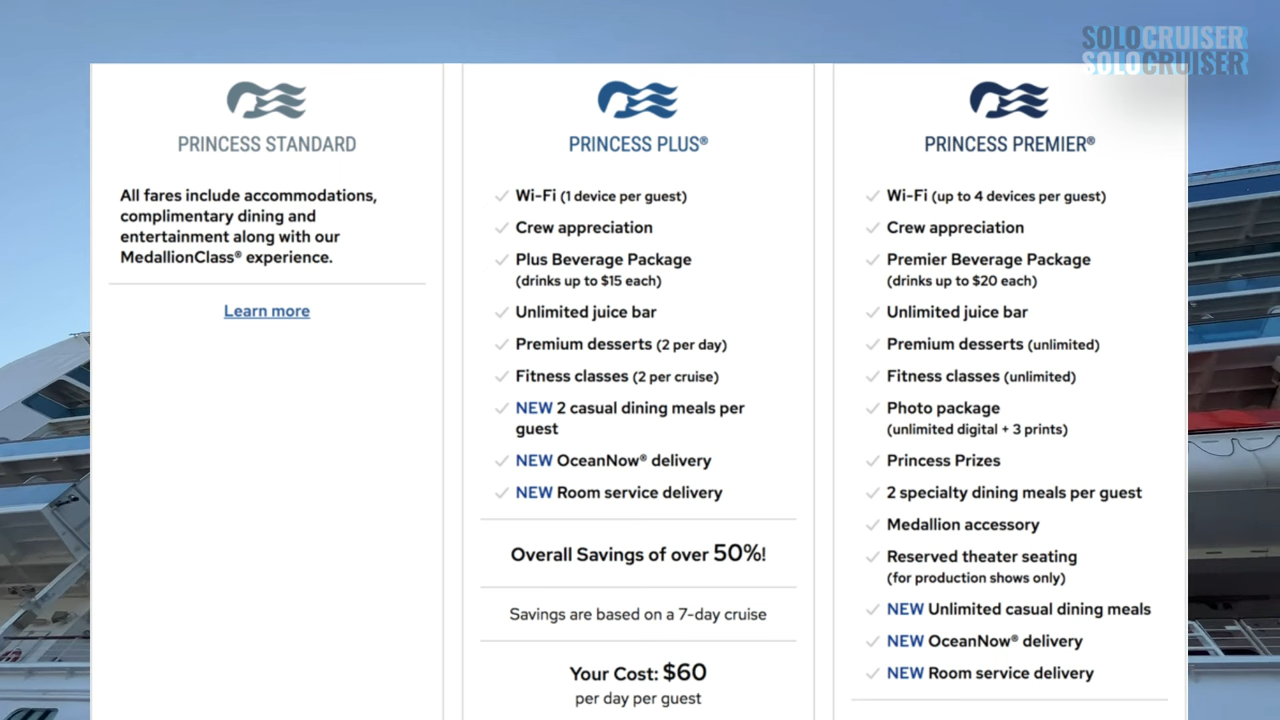 SOLOCRUISER
SOLOCRUISER
PRINCESS STANDARD
All fares include accommodations,
complimentary dining and
entertainment along with our
MedallionClass® experience.
Learn more
PRINCESS PLUS®
Wi-Fi (1 device per guest)
Crew appreciation
Plus Beverage Package
(drinks up to $15 each)
Unlimited juice bar
Premium desserts (2 per day)
Fitness classes (2 per cruise)
NEW 2 casual dining meals per
guest
NEW OceanNow® delivery
NEW Room service delivery
Overall Savings of over 50%!
Savings are based on a 7-day cruise
Your Cost: $60
per day per guest
PRINCESS PREMIER®
Wi-Fi (up to 4 devices per guest)
Crew appreciation
Premier Beverage Package
(drinks up to $20 each)
Unlimited juice bar
Premium desserts (unlimited)
Fitness classes (unlimited)
Photo package
(unlimited digital + 3 prints)
Princess Prizes
2 specialty dining meals per guest
Medallion accessory
Reserved theater seating
(for production shows only)
NEW Unlimited casual dining meals
NEW OceanNow® delivery
NEW Room service delivery